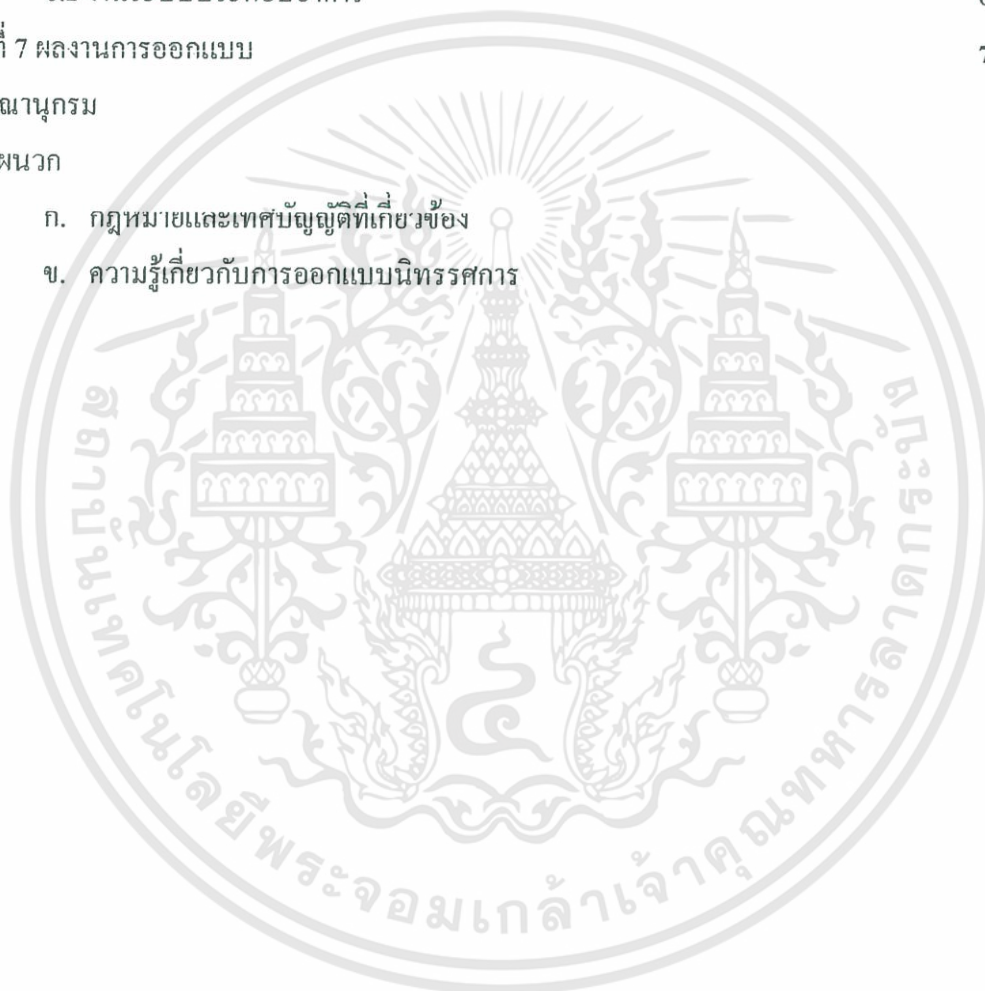 ที่ 7 ผลงานการออกแบบ
7
ณานุกรม
ผนวก
ก. กฎหมายและเทศบัญญัติที่เกี่ยวข้อง
ข. ความรู้เกี่ยวกับการออกแบบนิทรรศการ
สถาบันเทคโนโลยีพระจอมเกล้าเจ้าคุณทหารลาดกระบัง
๔